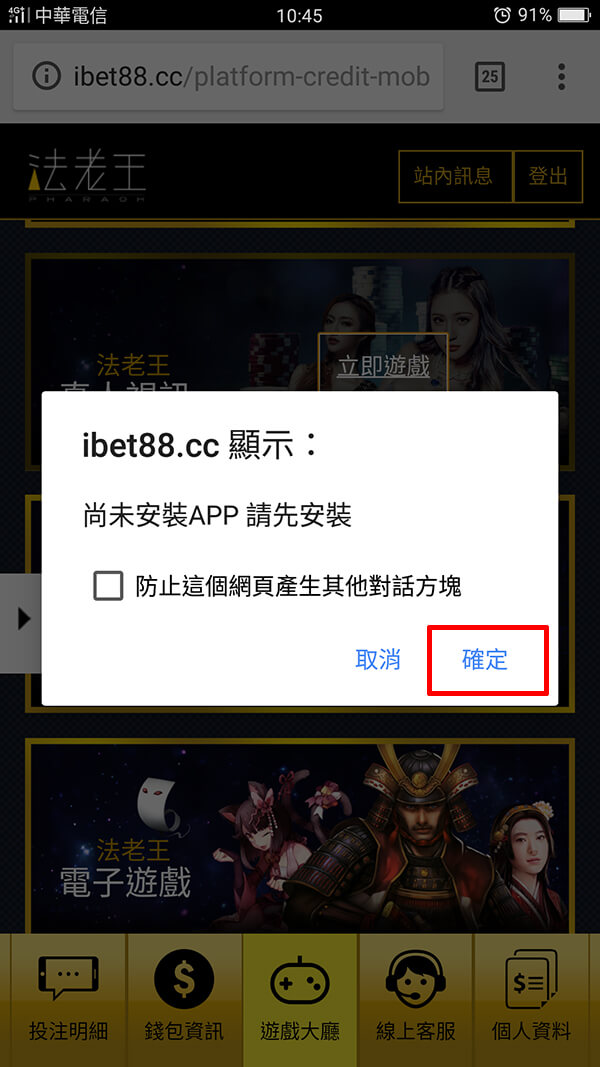 4G 中華電信 10:45 91%
ibet88.cc/platform-credit-mob 25
法老王
PHARAOH
站內訊息 登出
立即遊戲
法老王
真人視訊
ibet88.cc 顯示：
尚未安裝APP 請先安裝
防止這個網頁產生其他對話方塊
取消 確定
法老王
電子遊戲
投注明細 錢包資訊 遊戲大廳 線上客服 個人資料